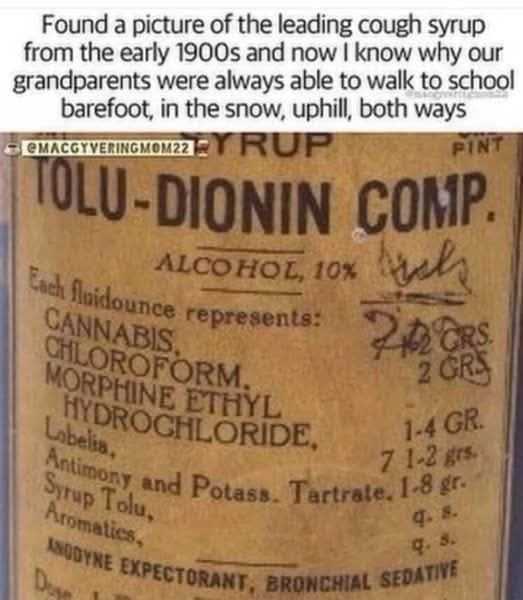 Found a picture of the leading cough syrup
from the early 1900s and now I know why our
grandparents were always able to walk to school
barefoot, in the snow, uphill, both ways
@MACGYVERINGMOM22
SYRUP
PINT
TOLU-DIONIN COMP.
ALCOHOL, 10%
Each fluidounce represents:
CANNABIS, GRS.
CHLOROFORM, 2 GRS
MORPHINE ETHYL
HYDROCHLORIDE, 1-4 GR.
Lobelia, 7 1-2 grs.
Antimony and Potass. Tartrate, 1-8 gr.
Syrup Tolu, q. s.
Aromatics, q. s.
ANODYNE EXPECTORANT, BRONCHIAL SEDATIVE
Dose